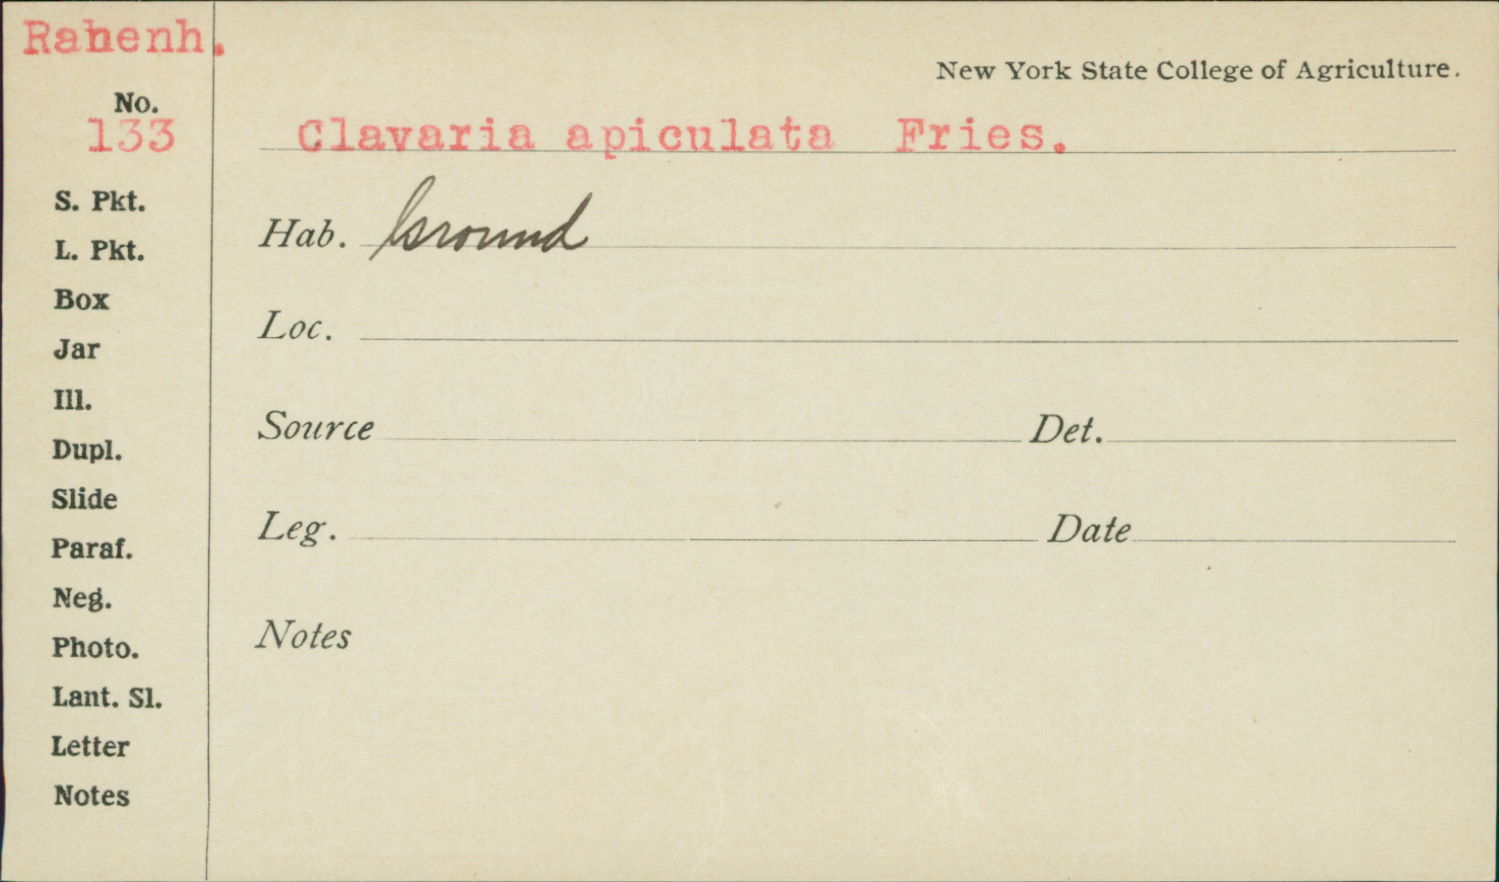 Rahenh.
New York State College of Agriculture.
No.
133
Clavaria apiculata Fries.
S. Pkt.
L. Pkt.
Box
Jar
Ill.
Dupl.
Slide
Paraf.
Neg.
Photo.
Lant. Sl.
Letter
Notes
Hab. Ground
Loc.
Source Det.
Leg. Date
Notes